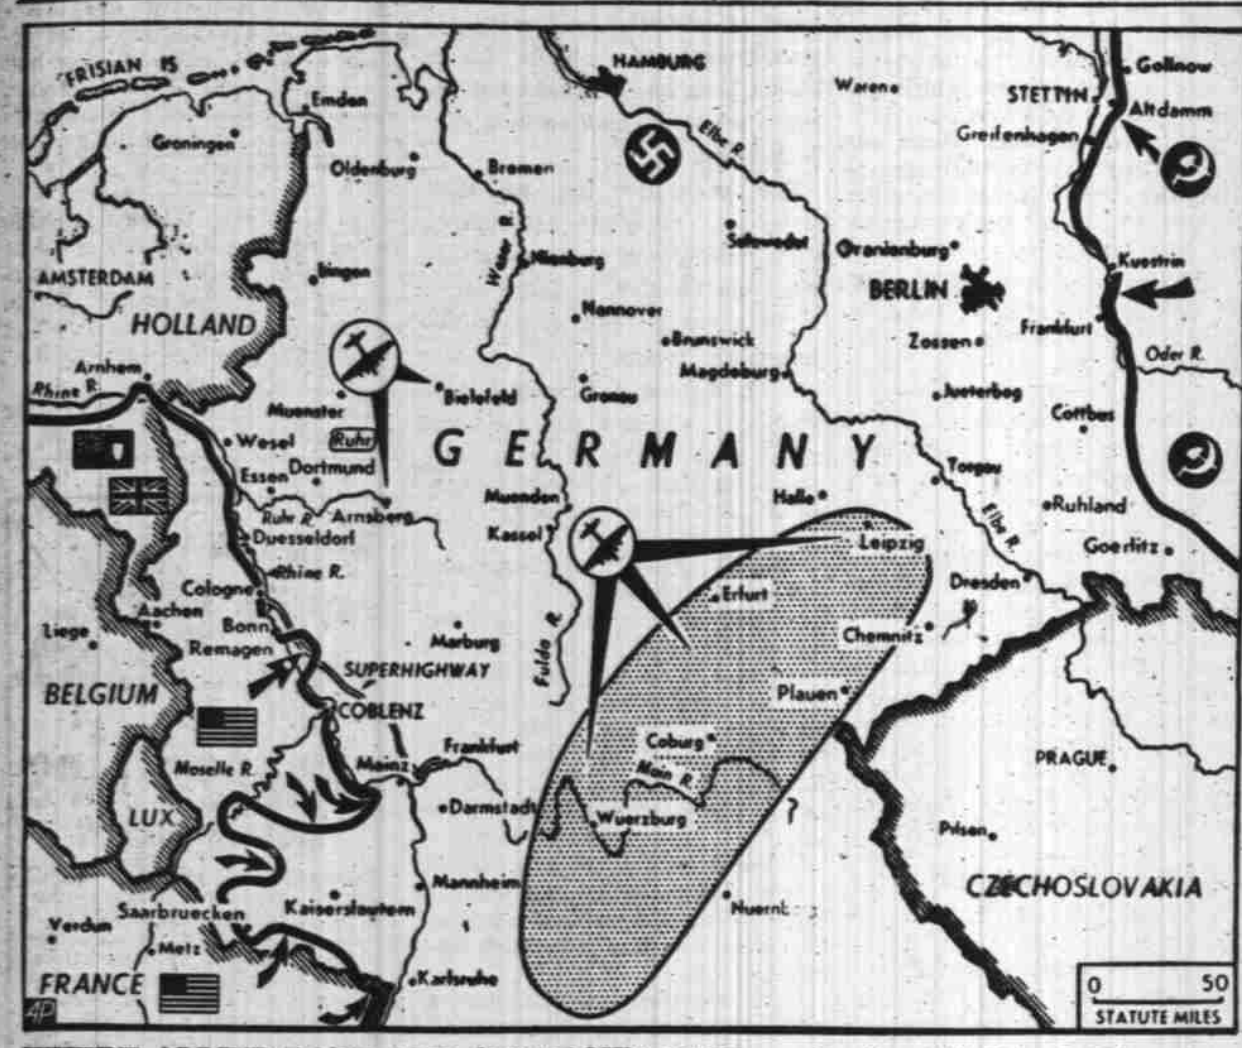 FRISIAN IS
HAMBURG
Waren
Gollnow
STETTIN
Altdamm
Emden
Greifenhagen
Groningen
Elbe R.
Oldenburg
Bremen
Weser R.
Salzwedel
Oranienburg
Kuestrin
AMSTERDAM
Lingen
Nienburg
BERLIN
HOLLAND
Hannover
Frankfurt
Brunswick
Zossen
Oder R.
Arnhem
Magdeburg
Rhine R.
Bielefeld
Gronau
Jueterbog
Muenster
Cottbus
Wesel
Ruhr
GERMANY
Essen
Dortmund
Torgau
Muenden
Halle
Ruhr R.
Arnsberg
Ruhland
Elbe R.
Duesseldorf
Kassel
Leipzig
Goerlitz
Rhine R.
Cologne
Erfurt
Dresden
Aachen
Liege
Bonn
Marburg
Chemnitz
Remagen
Fulda R.
SUPERHIGHWAY
BELGIUM
Plauen
COBLENZ
Coburg
Frankfurt
PRAGUE
Moselle R.
Mainz
Main R.
LUX
Darmstadt
Wuerzburg
?
Pilsen
Mannheim
CZECHOSLOVAKIA
Saarbruecken
Kaiserslautern
Verdun
Nuernb
Metz
FRANCE
Karlsruhe
0 50
STATUTE MILES
AP